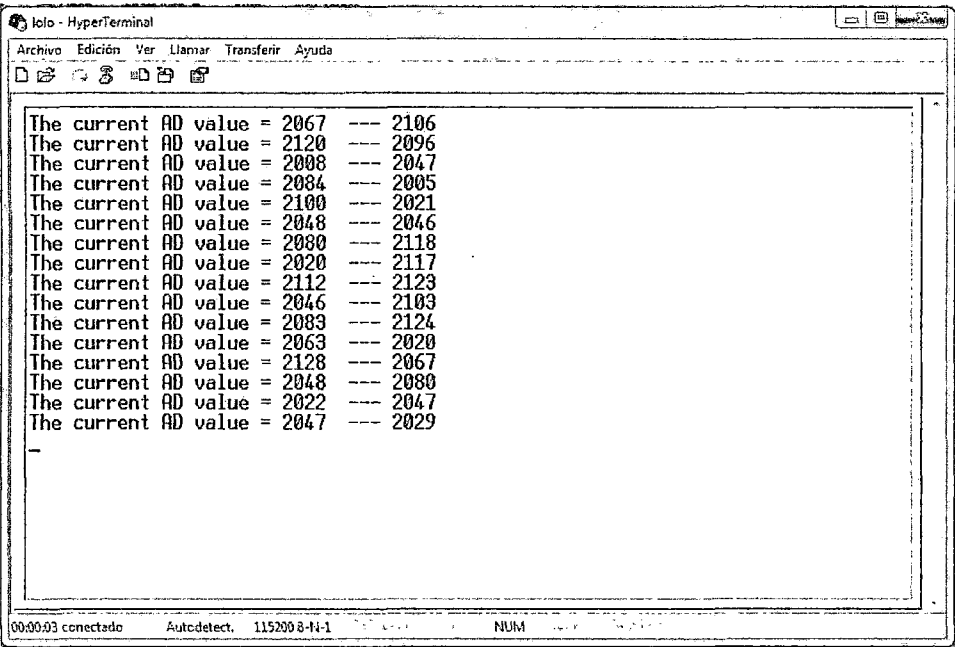 lolo - HyperTerminal
Archivo Edición Ver Llamar Transferir Ayuda
The current AD value = 2067 --- 2106
The current AD value = 2120 --- 2096
The current AD value = 2008 --- 2047
The current AD value = 2084 --- 2005
The current AD value = 2100 --- 2021
The current AD value = 2048 --- 2046
The current AD value = 2080 --- 2118
The current AD value = 2020 --- 2117
The current AD value = 2112 --- 2123
The current AD value = 2046 --- 2103
The current AD value = 2083 --- 2124
The current AD value = 2063 --- 2020
The current AD value = 2128 --- 2067
The current AD value = 2048 --- 2080
The current AD value = 2022 --- 2047
The current AD value = 2047 --- 2029
00:00:03 conectado Autodetect. 115200 8-N-1 NUM